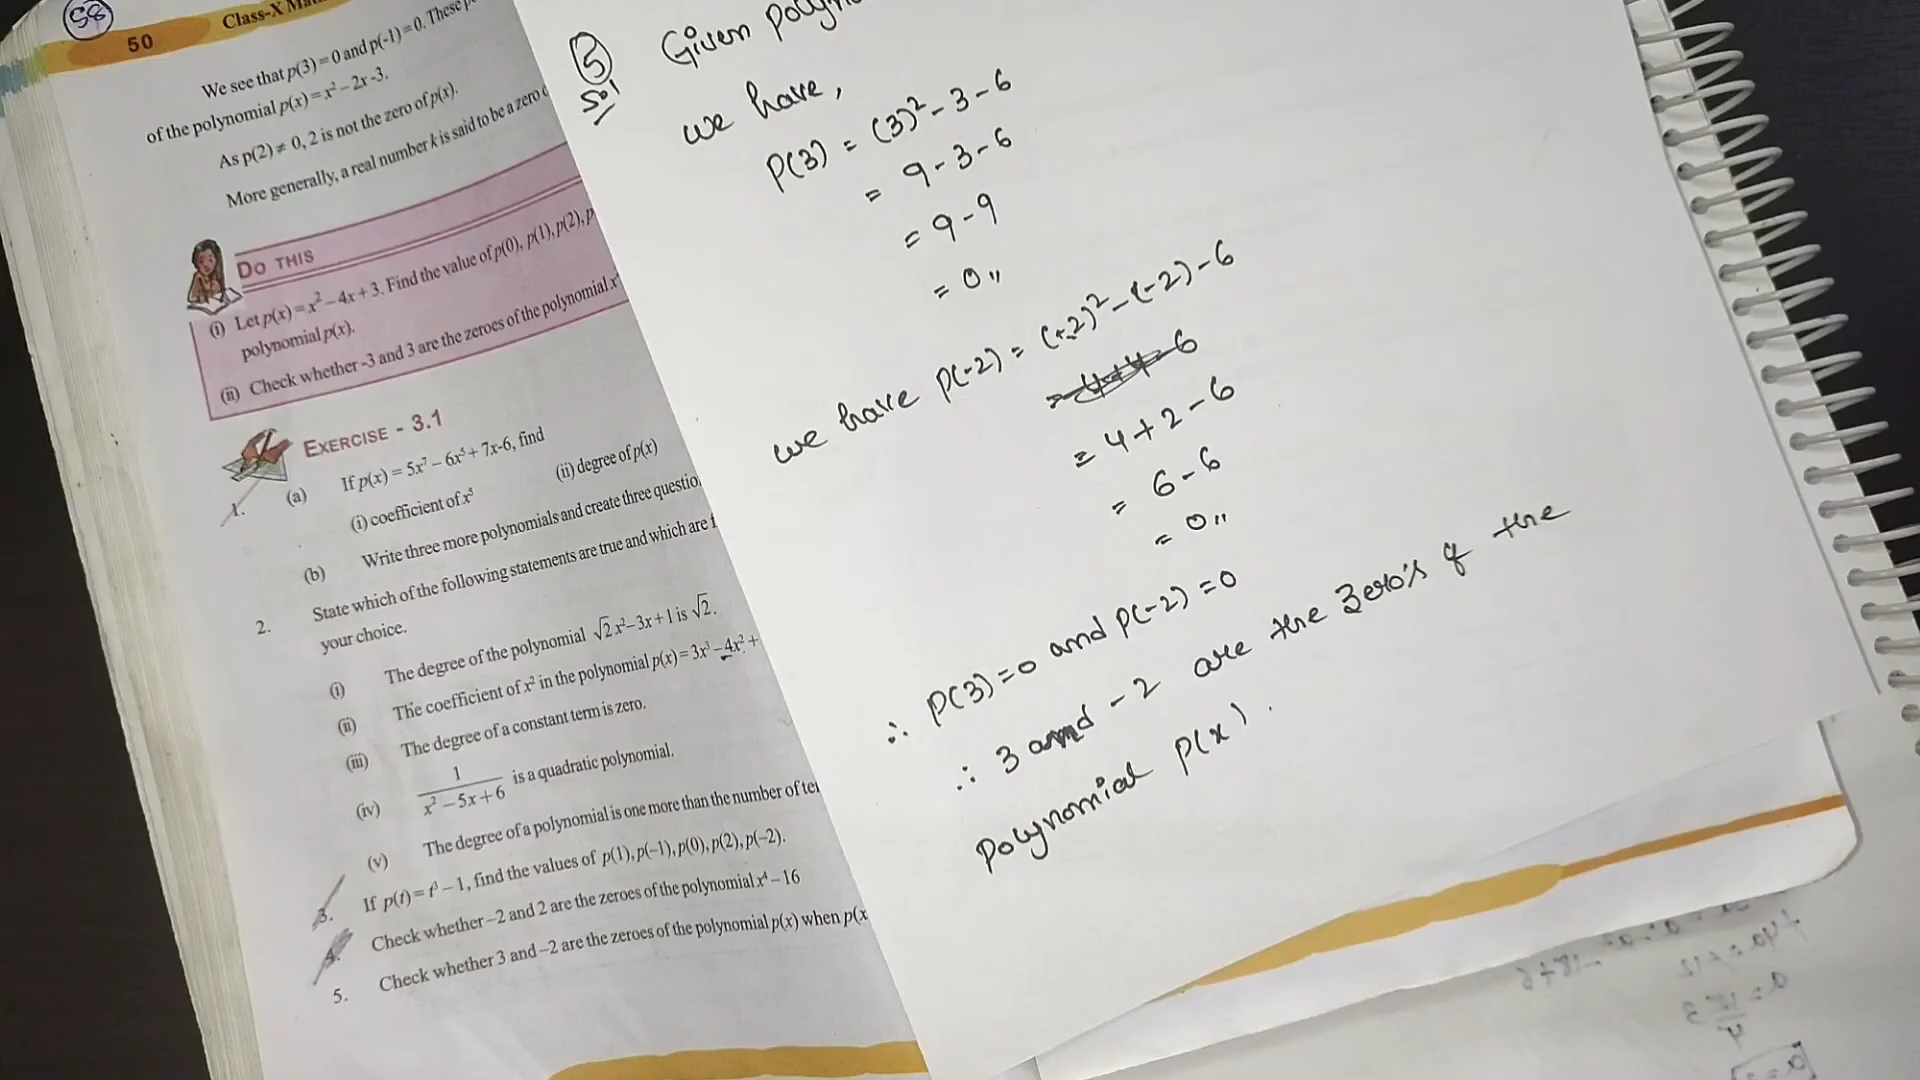 58
50
Class-X
We see that p(3) = 0 and p(-1) = 0. These
of the polynomial p(x) = x² – 2x -3.
As p(2) ≠ 0, 2 is not the zero of p(x).
More generally, a real number k is said to be a zero
DO THIS
(i) Let p(x) = x² – 4x + 3. Find the value of p(0), p(1), p(2), p
polynomial p(x).
(ii) Check whether -3 and 3 are the zeroes of the polynomial x
EXERCISE - 3.1
1. (a) If p(x) = 5x⁷ – 6x⁵ + 7x-6, find
(i) coefficient of x⁵ (ii) degree of p(x)
(b) Write three more polynomials and create three questio
2. State which of the following statements are true and which are f
your choice.
(i) The degree of the polynomial √2 x² – 3x + 1 is √2.
(ii) The coefficient of x² in the polynomial p(x) = 3x³ – 4x² +
(iii) The degree of a constant term is zero.
(iv) 1/(x² – 5x + 6) is a quadratic polynomial.
(v) The degree of a polynomial is one more than the number of te
3. If p(t) = t³ – 1, find the values of p(1), p(–1), p(0), p(2), p(–2).
4. Check whether –2 and 2 are the zeroes of the polynomial x⁴ – 16
5. Check whether 3 and –2 are the zeroes of the polynomial p(x) when p(x
5 Given
Sol
we have,
P(3) = (3)² - 3 - 6
= 9 - 3 - 6
= 9 - 9
= 0,,
we have P(-2) = (-2)² - (-2) - 6
= 4 + 2 - 6
= 6 - 6
= 0,,
∴ P(3) = 0 and P(-2) = 0
∴ 3 and -2 are the zero's of the
polynomial P(x).